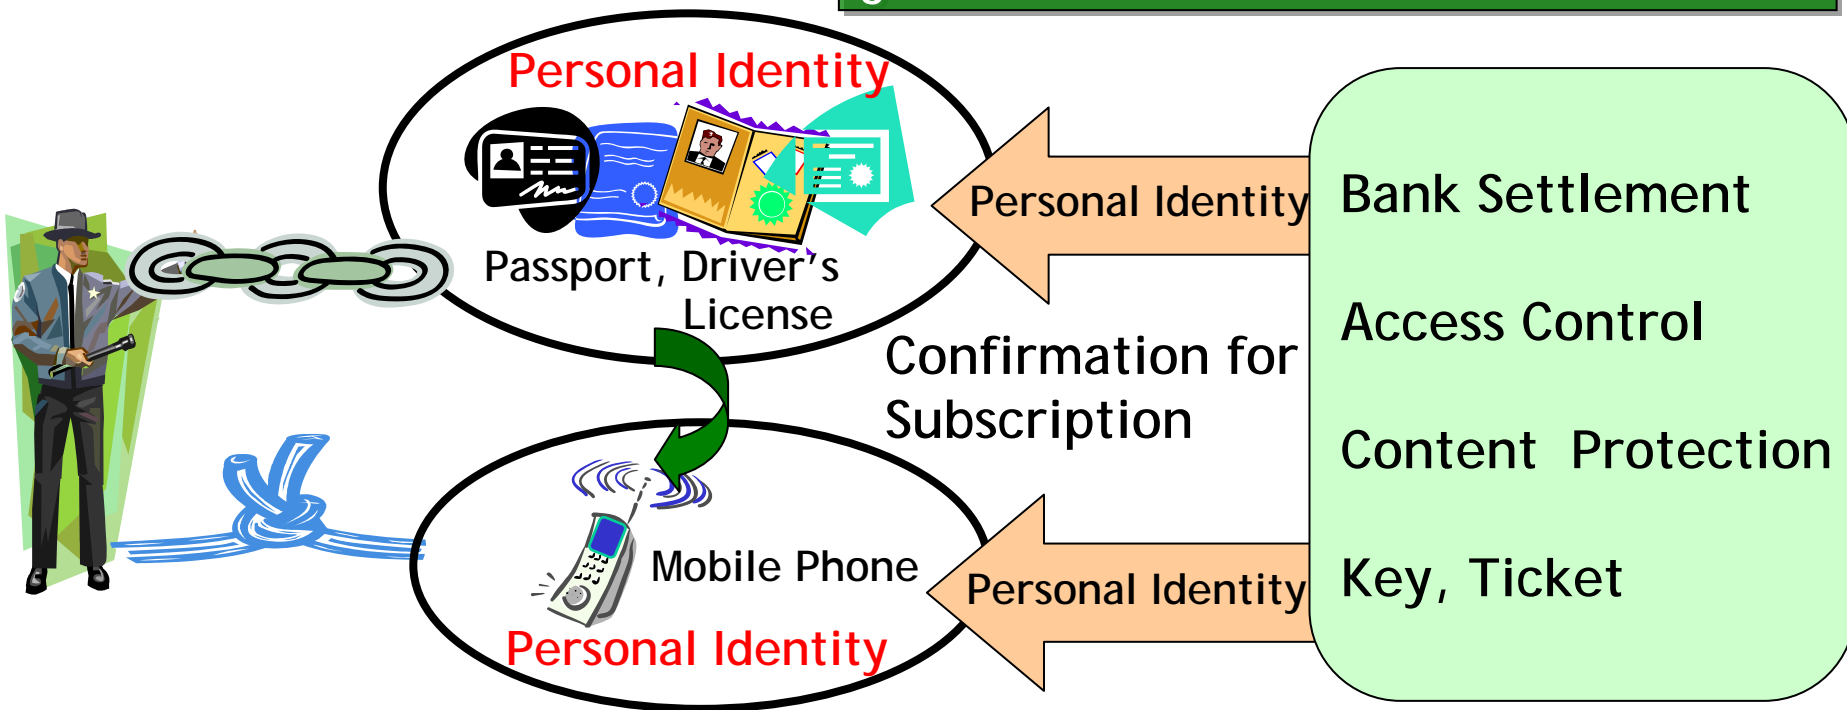 Personal Identity
Passport, Driver's
License
Personal Identity
Confirmation for
Subscription
Mobile Phone
Personal Identity
Personal Identity
Bank Settlement
Access Control
Content Protection
Key, Ticket